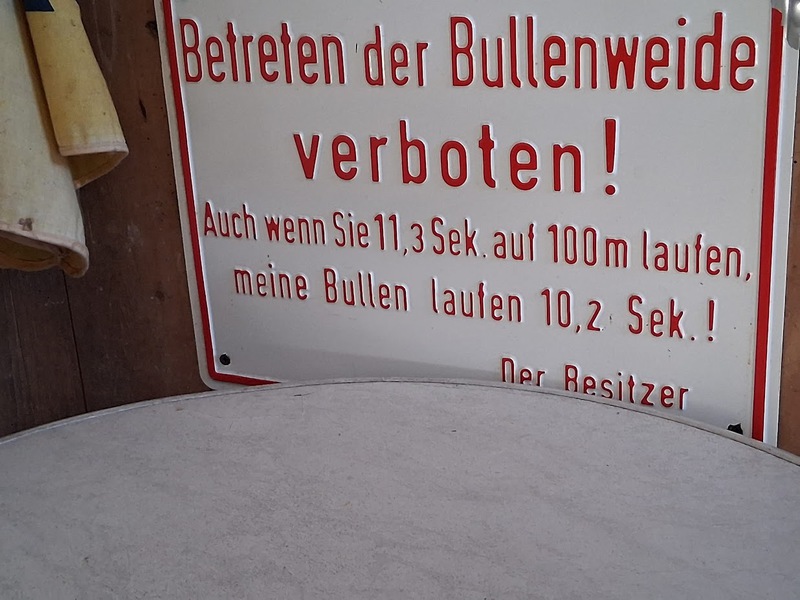 Betreten der Bullenweide
verboten!
Auch wenn Sie 11,3 Sek. auf 100m laufen,
meine Bullen laufen 10,2 Sek.!
Der Besitzer